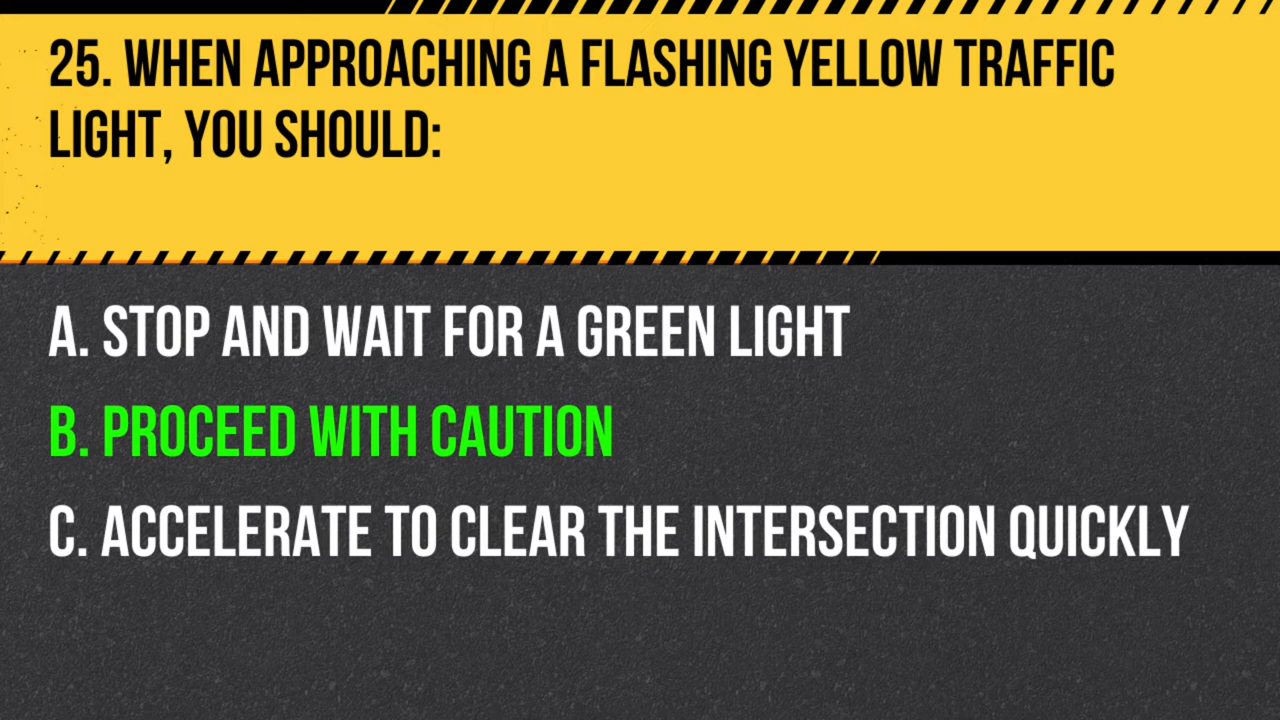 25. WHEN APPROACHING A FLASHING YELLOW TRAFFIC
LIGHT, YOU SHOULD:
A. STOP AND WAIT FOR A GREEN LIGHT
B. PROCEED WITH CAUTION
C. ACCELERATE TO CLEAR THE INTERSECTION QUICKLY